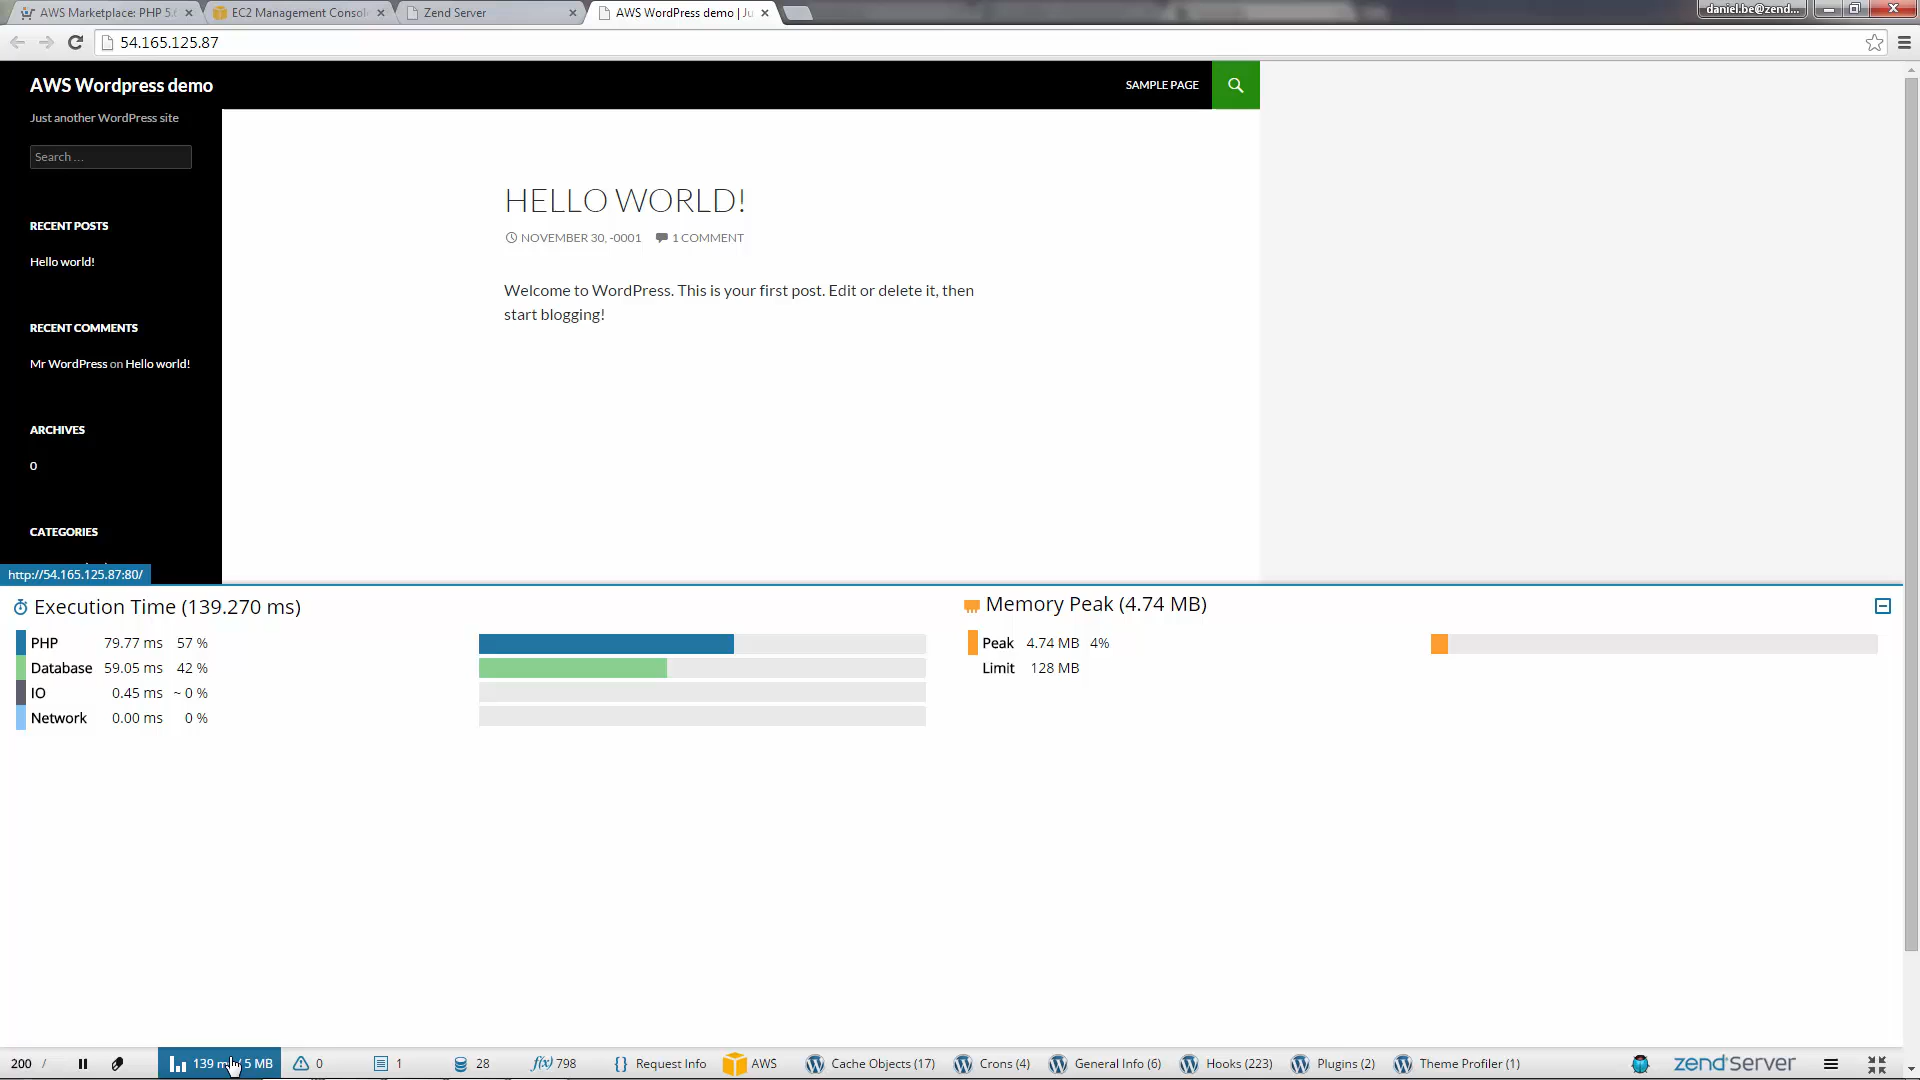 AWS Marketplace: PHP 5.6
EC2 Management Consol
Zend Server
AWS WordPress demo | Ju
daniel.be@zend...
54.165.125.87
AWS Wordpress demo
SAMPLE PAGE
Just another WordPress site
Search ...
HELLO WORLD!
NOVEMBER 30, -0001
1 COMMENT
Welcome to WordPress. This is your first post. Edit or delete it, then
start blogging!
RECENT POSTS
Hello world!
RECENT COMMENTS
Mr WordPress on Hello world!
ARCHIVES
0
CATEGORIES
http://54.165.125.87:80/
Execution Time (139.270 ms)
PHP 79.77 ms 57 %
Database 59.05 ms 42 %
IO 0.45 ms ~ 0 %
Network 0.00 ms 0 %
Memory Peak (4.74 MB)
Peak 4.74 MB 4%
Limit 128 MB
200 /
139 m / 5 MB
0
1
28
f(x) 798
{} Request Info
AWS
Cache Objects (17)
Crons (4)
General Info (6)
Hooks (223)
Plugins (2)
Theme Profiler (1)
zend Server